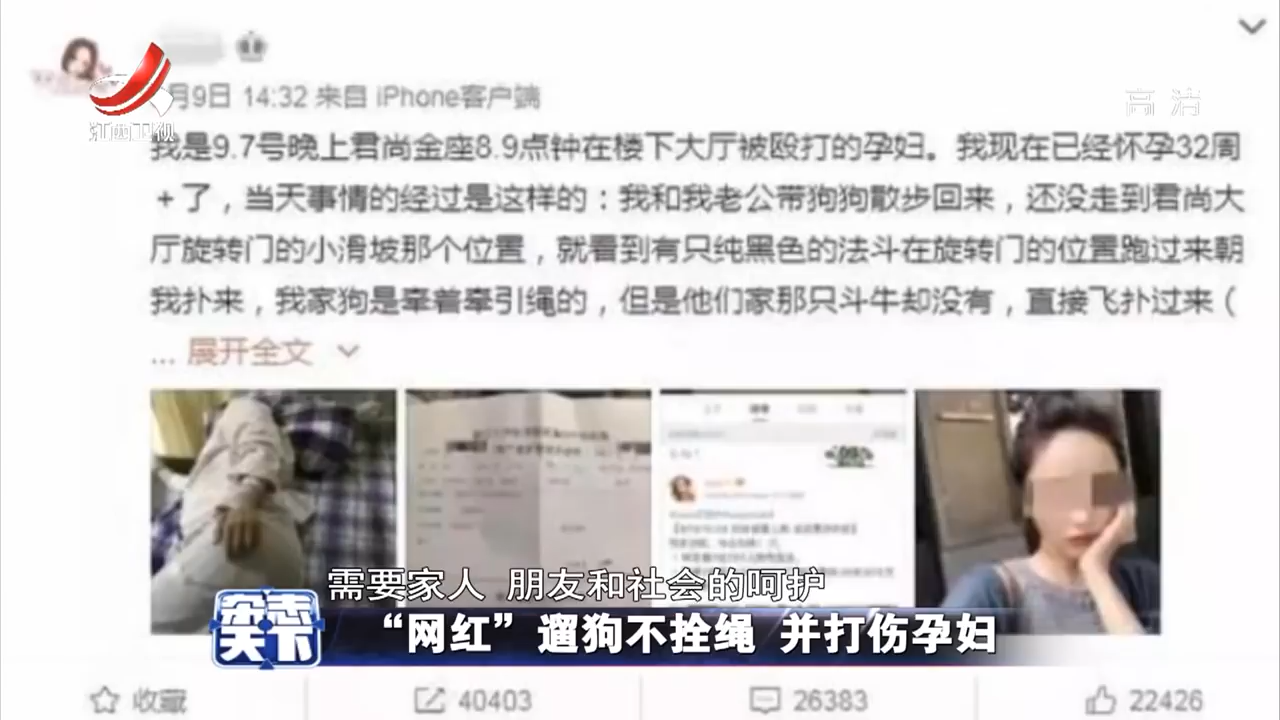 月9日 14:32 来自 iPhone客户端
江西卫视
高清
我是9.7号晚上君尚金座8.9点钟在楼下大厅被殴打的孕妇。我现在已经怀孕32周
+了，当天事情的经过是这样的：我和我老公带狗狗散步回来，还没走到君尚大
厅旋转门的小滑坡那个位置，就看到有只纯黑色的法斗在旋转门的位置跑过来朝
我扑来，我家狗是牵着牵引绳的，但是他们家那只斗牛却没有，直接飞扑过来（
... 展开全文
需要家人 朋友和社会的呵护
杂志天下
“网红”遛狗不拴绳 并打伤孕妇
收藏
40403
26383
22426